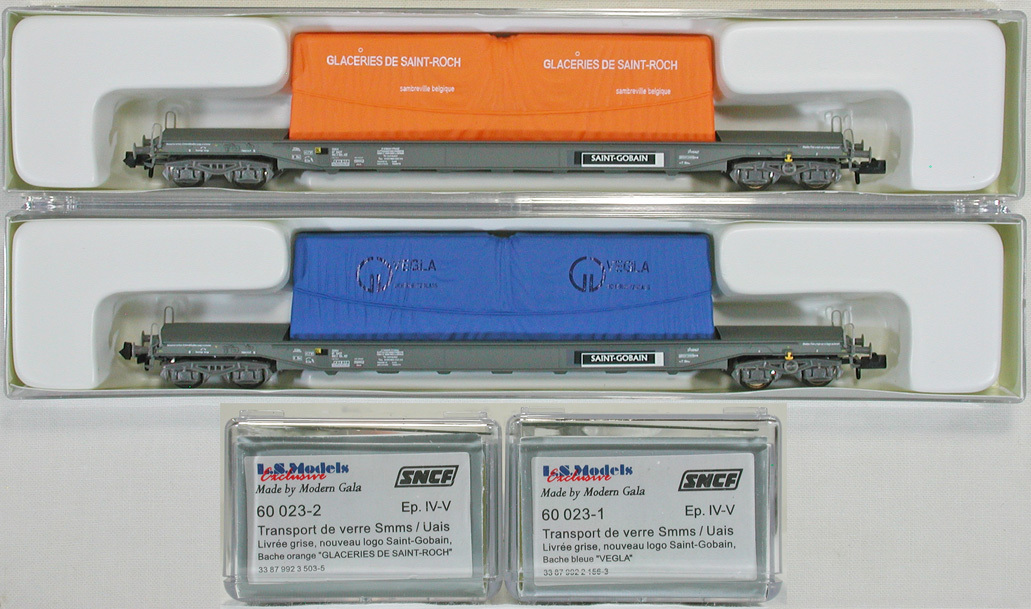 GLACERIES DE SAINT-ROCH
sambreville belgique
GLACERIES DE SAINT-ROCH
sambreville belgique
SAINT-GOBAIN
VEGLA
VEGLA
SAINT-GOBAIN
L.S.Models
Exclusive
Made by Modern Gala
SNCF
60 023-2
Ep. IV-V
Transport de verre Smms / Uais
Livrée grise, nouveau logo Saint-Gobain,
Bache orange "GLACERIES DE SAINT-ROCH"
33 87 992 3 503-5
L.S.Models
Exclusive
Made by Modern Gala
SNCF
60 023-1
Ep. IV-V
Transport de verre Smms / Uais
Livrée grise, nouveau logo Saint-Gobain,
Bache bleue "VEGLA"
33 87 992 2 156-3